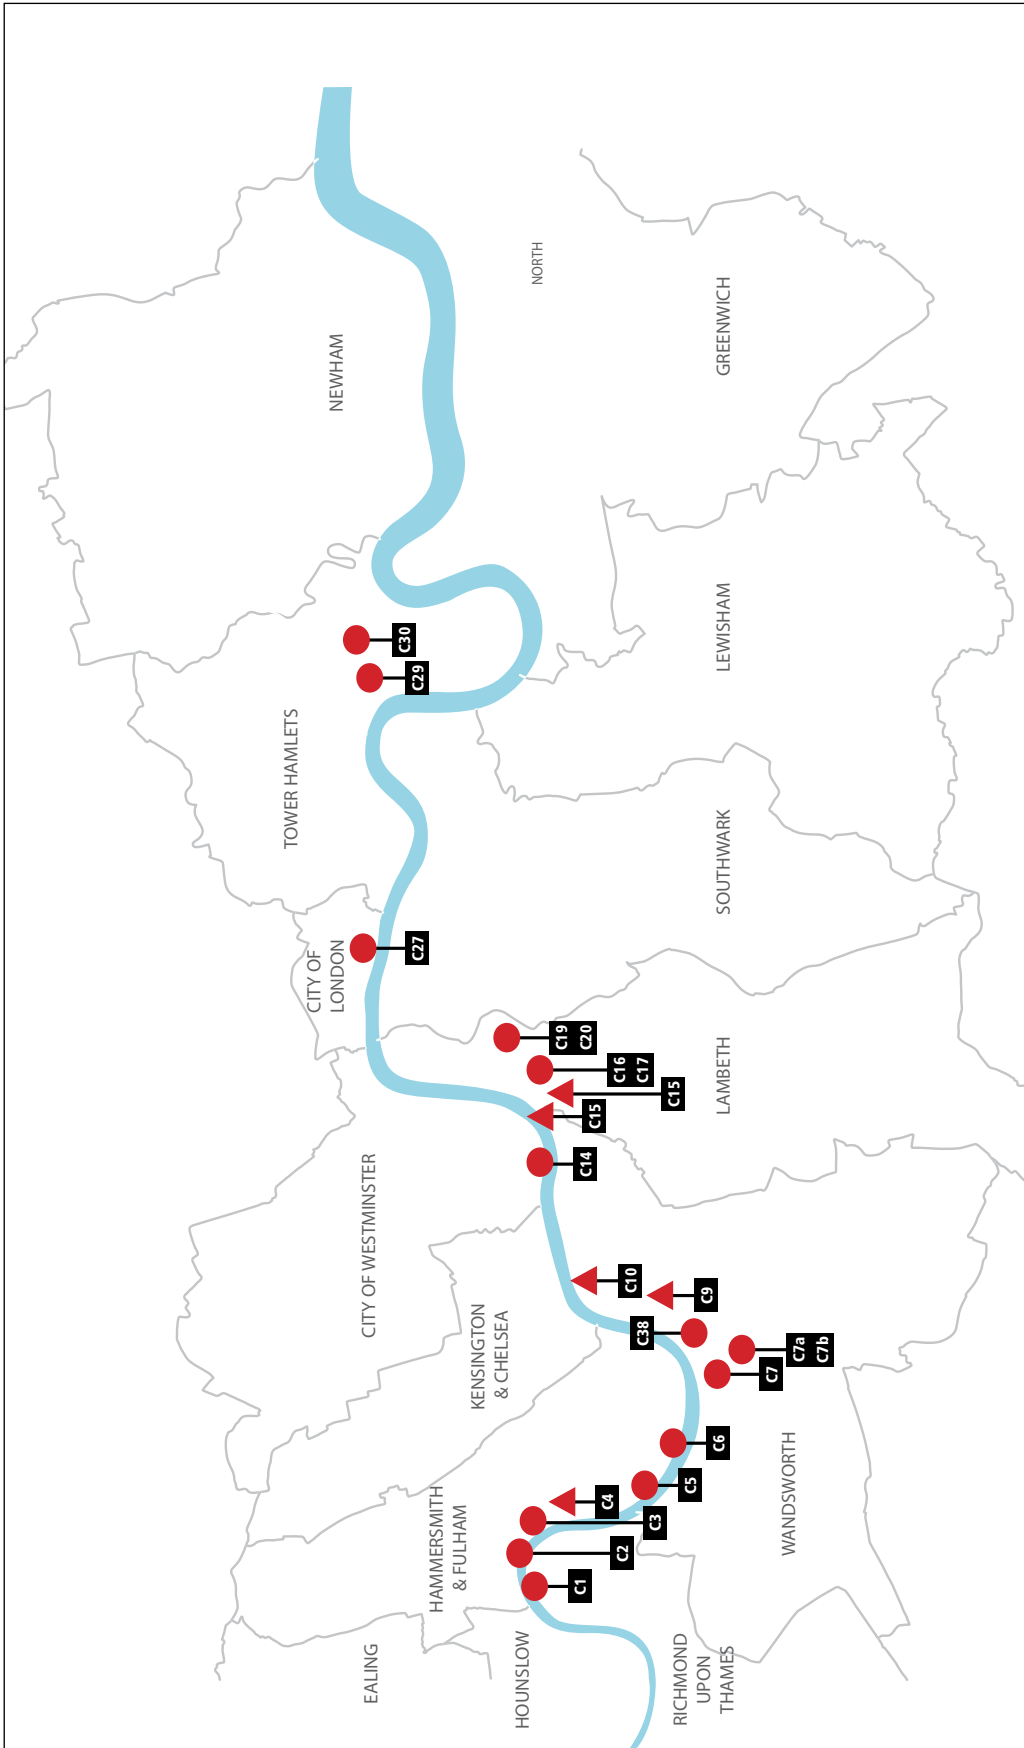 NEWHAM
NORTH
GREENWICH
C30
C29
LEWISHAM
TOWER HAMLETS
SOUTHWARK
CITY OF
LONDON
C27
C19
C20
C16
C17
C15
C15
LAMBETH
C14
CITY OF WESTMINSTER
C10
C9
KENSINGTON
& CHELSEA
C38
C7a
C7b
C7
C6
C5
WANDSWORTH
HAMMERSMITH
& FULHAM
C4
C3
C2
C1
EALING
HOUNSLOW
RICHMOND
UPON
THAMES